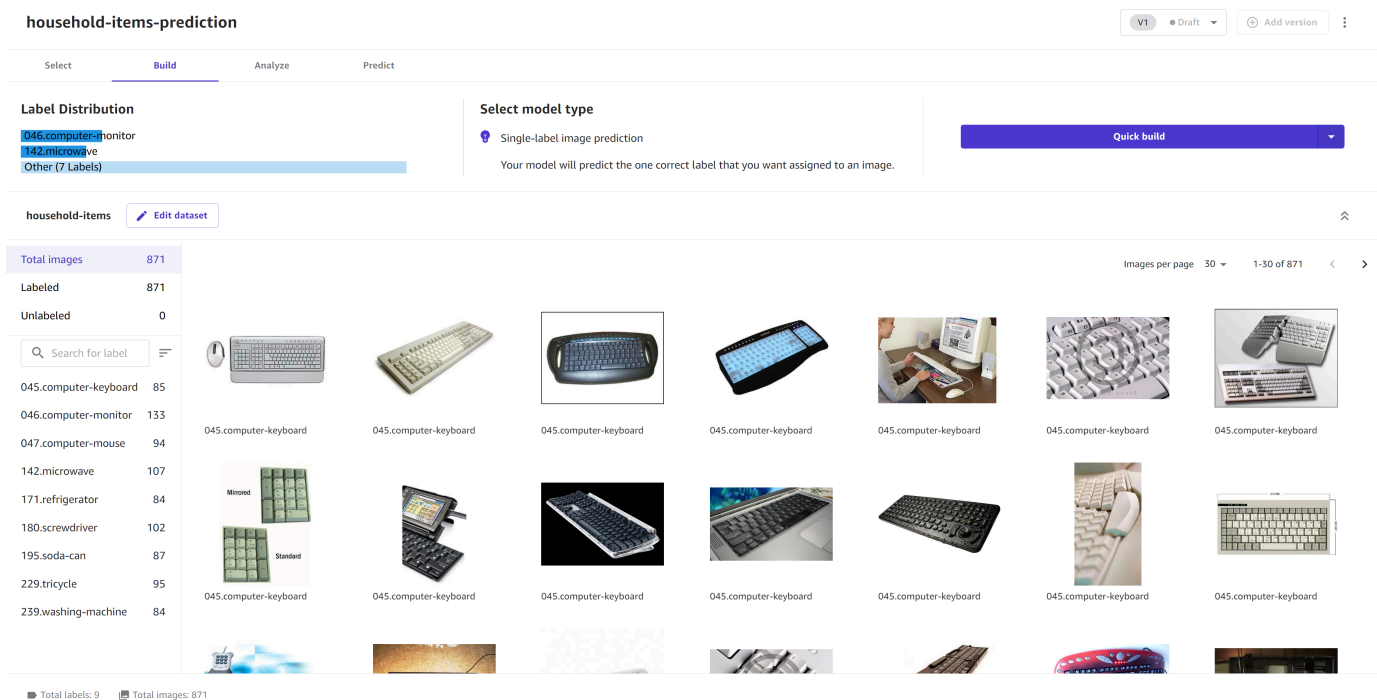 household-items-prediction
V1 Draft
Add version
Select Build Analyze Predict
Label Distribution
046.computer-monitor
142.microwave
Other (7 Labels)
Select model type
Single-label image prediction
Your model will predict the one correct label that you want assigned to an image.
Quick build
household-items
Edit dataset
Total images 871
Labeled 871
Unlabeled 0
Search for label
045.computer-keyboard 85
046.computer-monitor 133
047.computer-mouse 94
142.microwave 107
171.refrigerator 84
180.screwdriver 102
195.soda-can 87
229.tricycle 95
239.washing-machine 84
Images per page 30 1-30 of 871
045.computer-keyboard 045.computer-keyboard 045.computer-keyboard 045.computer-keyboard 045.computer-keyboard 045.computer-keyboard 045.computer-keyboard
Mirrored
Standard
045.computer-keyboard 045.computer-keyboard 045.computer-keyboard 045.computer-keyboard 045.computer-keyboard 045.computer-keyboard 045.computer-keyboard
Total labels: 9 Total images: 871